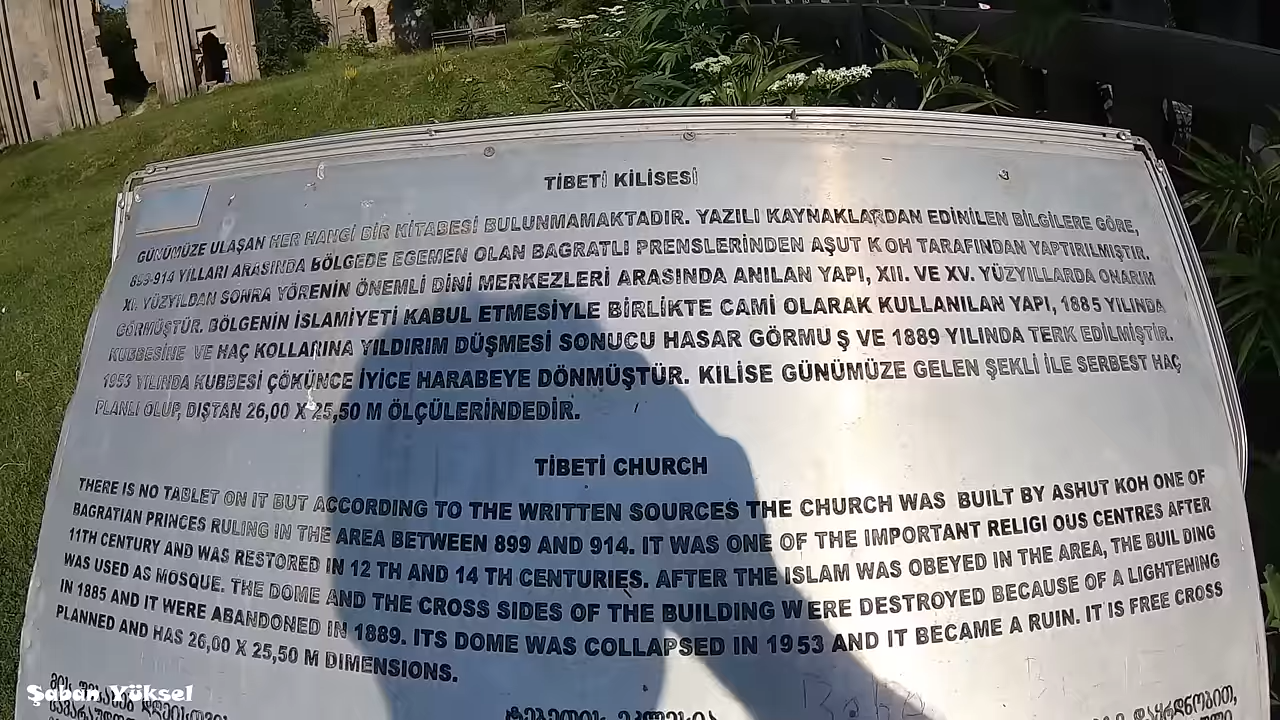 TİBETİ KİLİSESİ
GÜNÜMÜZE ULAŞAN HER HANGİ BİR KİTABESİ BULUNMAMAKTADIR. YAZILI KAYNAKLARDAN EDİNİLEN BİLGİLERE GÖRE,
899-914 YILLARI ARASINDA BÖLGEDE EGEMEN OLAN BAGRATLI PRENSLERİNDEN AŞUT KOH TARAFINDAN YAPTIRILMIŞTIR.
XI. YÜZYILDAN SONRA YÖRENİN ÖNEMLİ DİNİ MERKEZLERİ ARASINDA ANILAN YAPI, XII. VE XV. YÜZYILLARDA ONARIM
GÖRMÜŞTÜR. BÖLGENİN İSLAMİYETİ KABUL ETMESİYLE BİRLİKTE CAMİ OLARAK KULLANILAN YAPI, 1885 YILINDA
KUBBESİNE VE HAÇ KOLLARINA YILDIRIM DÜŞMESİ SONUCU HASAR GÖRMU Ş VE 1889 YILINDA TERK EDİLMİŞTİR.
1953 YILINDA KUBBESİ ÇÖKÜNCE İYİCE HARABEYE DÖNMÜŞTÜR. KİLİSE GÜNÜMÜZE GELEN ŞEKLİ İLE SERBEST HAÇ
PLANLI OLUP, DIŞTAN 26,00 X 25,50 M ÖLÇÜLERİNDEDİR.
TİBETİ CHURCH
THERE IS NO TABLET ON IT BUT ACCORDING TO THE WRITTEN SOURCES THE CHURCH WAS BUILT BY ASHUT KOH ONE OF
BAGRATIAN PRINCES RULING IN THE AREA BETWEEN 899 AND 914. IT WAS ONE OF THE IMPORTANT RELIGI OUS CENTRES AFTER
11TH CENTURY AND WAS RESTORED IN 12 TH AND 14 TH CENTURIES. AFTER THE ISLAM WAS OBEYED IN THE AREA, THE BUIL DING
WAS USED AS MOSQUE. THE DOME AND THE CROSS SIDES OF THE BUILDING W ERE DESTROYED BECAUSE OF A LIGHTENING
IN 1885 AND IT WERE ABANDONED IN 1889. ITS DOME WAS COLLAPSED IN 1953 AND IT BECAME A RUIN. IT IS FREE CROSS
PLANNED AND HAS 26,00 X 25,50 M DIMENSIONS.
Şaban Yüksel